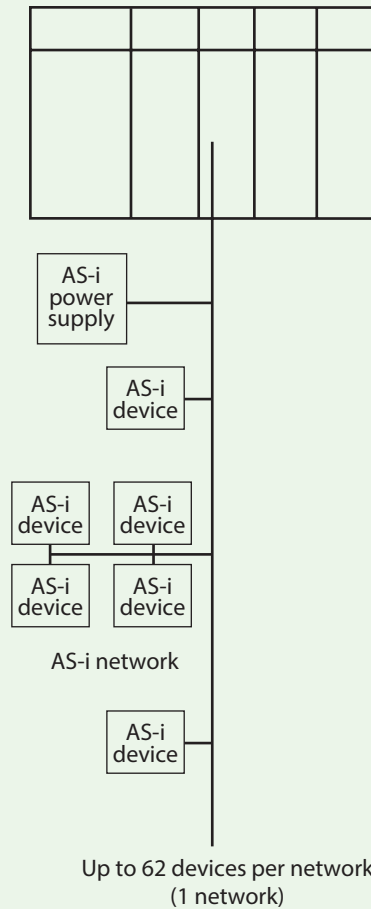 AS-i
power
supply
AS-i
device
AS-i
device
AS-i
device
AS-i
device
AS-i
device
AS-i network
AS-i
device
Up to 62 devices per network
(1 network)